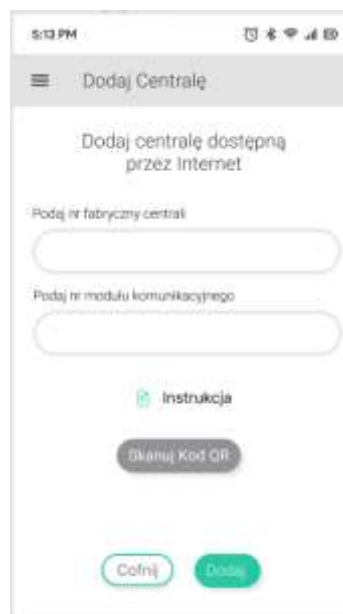 5:13 PM
Dodaj Centralę
Dodaj centralę dostępną
przez Internet
Podaj nr fabryczny centrali
Podaj nr modułu komunikacyjnego
Instrukcja
Skanuj Kod QR
Cofnij Dodaj